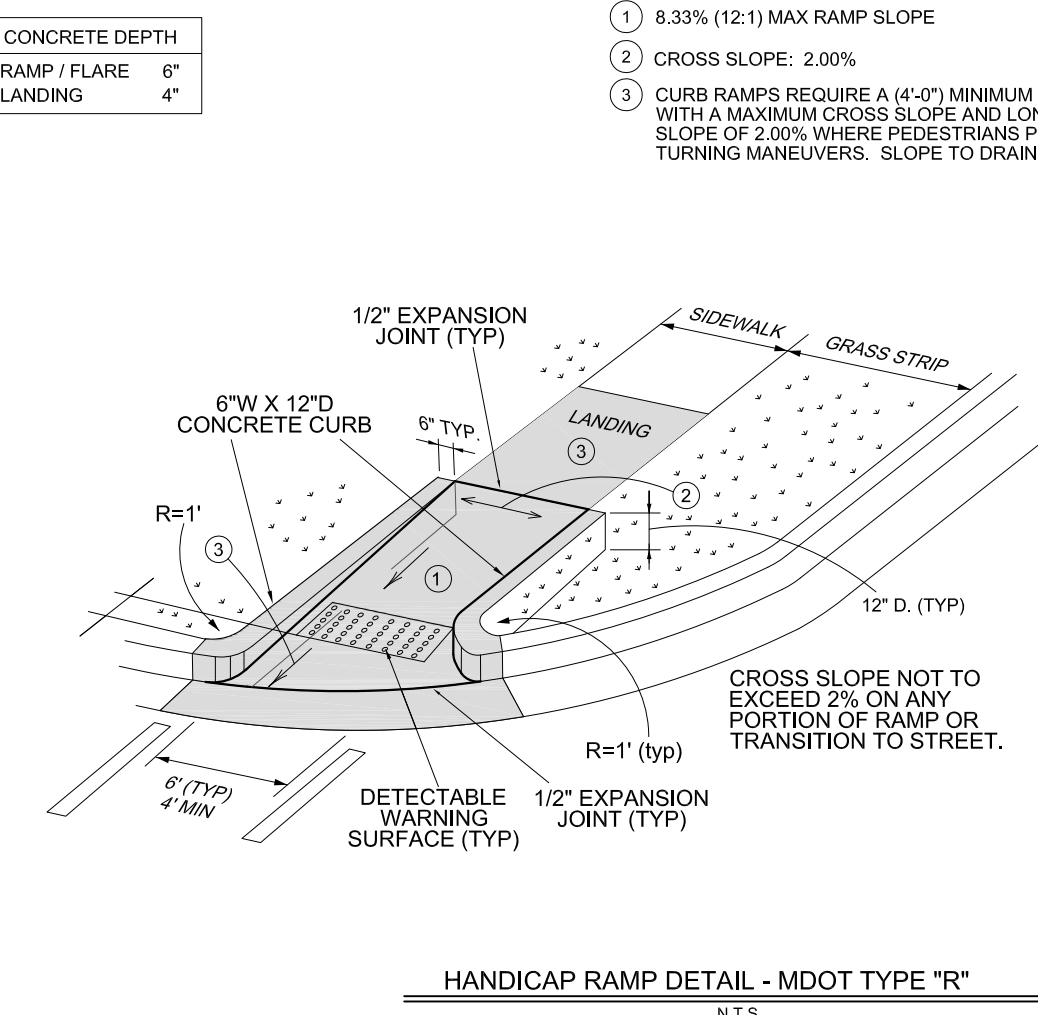 CONCRETE DEPTH
RAMP / FLARE 6"
LANDING 4"
1 8.33% (12:1) MAX RAMP SLOPE
2 CROSS SLOPE: 2.00%
3 CURB RAMPS REQUIRE A (4'-0") MINIMUM
WITH A MAXIMUM CROSS SLOPE AND
SLOPE OF 2.00% WHERE PEDESTRIANS
TURNING MANEUVERS. SLOPE TO DRAIN
1/2" EXPANSION
JOINT (TYP)
SIDEWALK
GRASS STRIP
6"W X 12"D
CONCRETE CURB
6" TYP.
LANDING
3
2
R=1'
3
1
12" D. (TYP)
CROSS SLOPE NOT TO
EXCEED 2% ON ANY
PORTION OF RAMP OR
TRANSITION TO STREET.
R=1' (typ)
6' (TYP)
4' MIN
DETECTABLE
WARNING
SURFACE (TYP)
1/2" EXPANSION
JOINT (TYP)
HANDICAP RAMP DETAIL - MDOT TYPE "R"